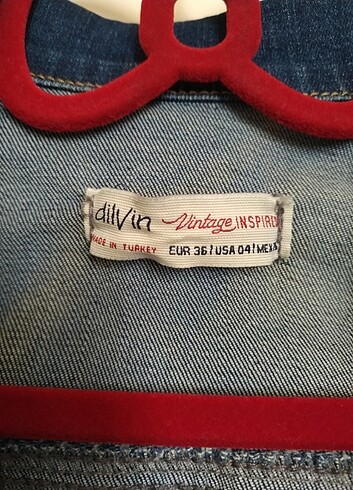 dilvin Vintage INSPIRED
MADE IN TURKEY EUR 36 / USA 04 / MEX